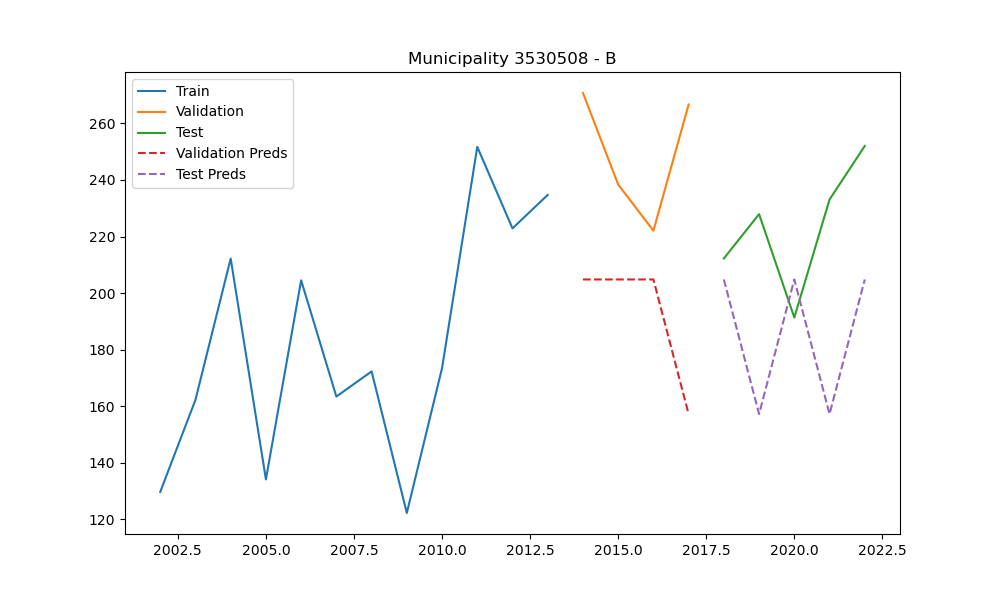 Municipality 3530508 - B
Train
Validation
Test
Validation Preds
Test Preds
260
240
220
200
180
160
140
120
2002.5 2005.0 2007.5 2010.0 2012.5 2015.0 2017.5 2020.0 2022.5